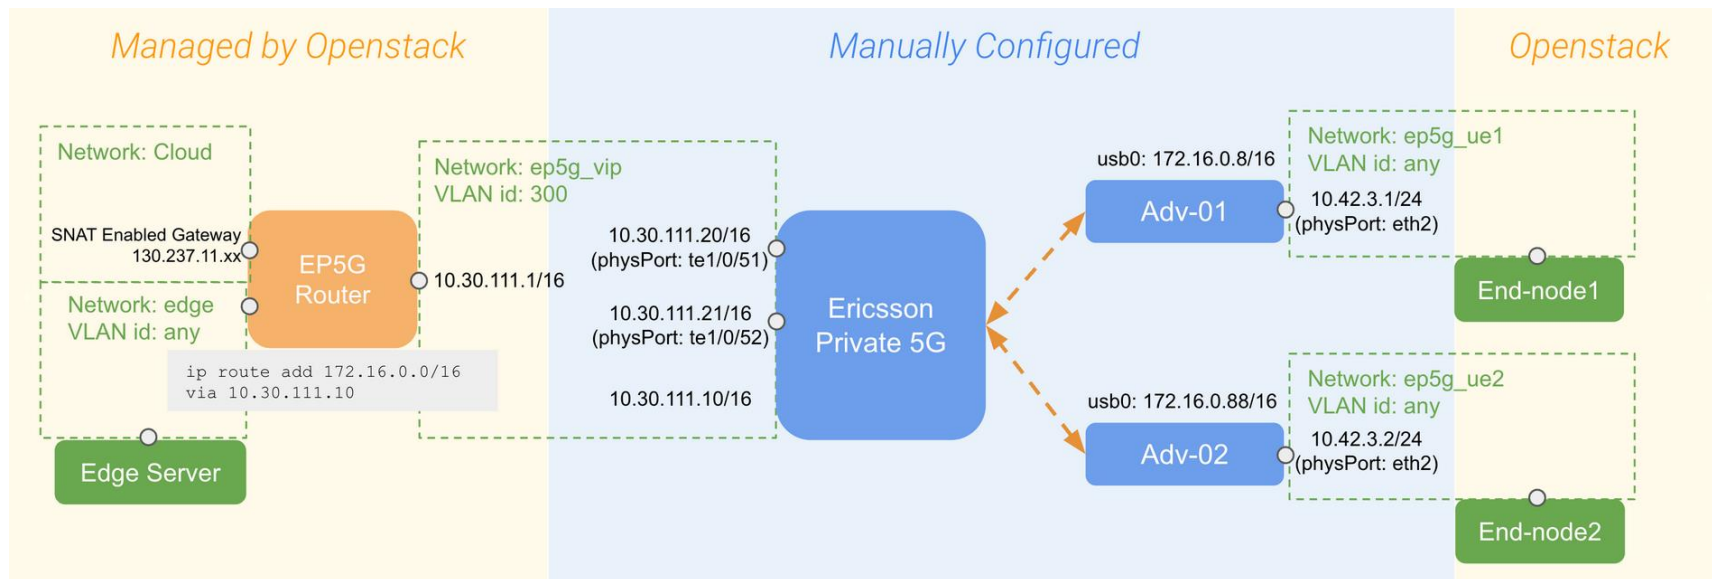 Managed by Openstack
Manually Configured
Openstack
Network: Cloud
SNAT Enabled Gateway
130.237.11.xx
Network: edge
VLAN id: any
EP5G
Router
ip route add 172.16.0.0/16
via 10.30.111.10
Edge Server
Network: ep5g_vip
VLAN id: 300
10.30.111.1/16
10.30.111.20/16
(physPort: te1/0/51)
10.30.111.21/16
(physPort: te1/0/52)
10.30.111.10/16
Ericsson
Private 5G
usb0: 172.16.0.8/16
Adv-01
Network: ep5g_ue1
VLAN id: any
10.42.3.1/24
(physPort: eth2)
End-node1
usb0: 172.16.0.88/16
Adv-02
Network: ep5g_ue2
VLAN id: any
10.42.3.2/24
(physPort: eth2)
End-node2